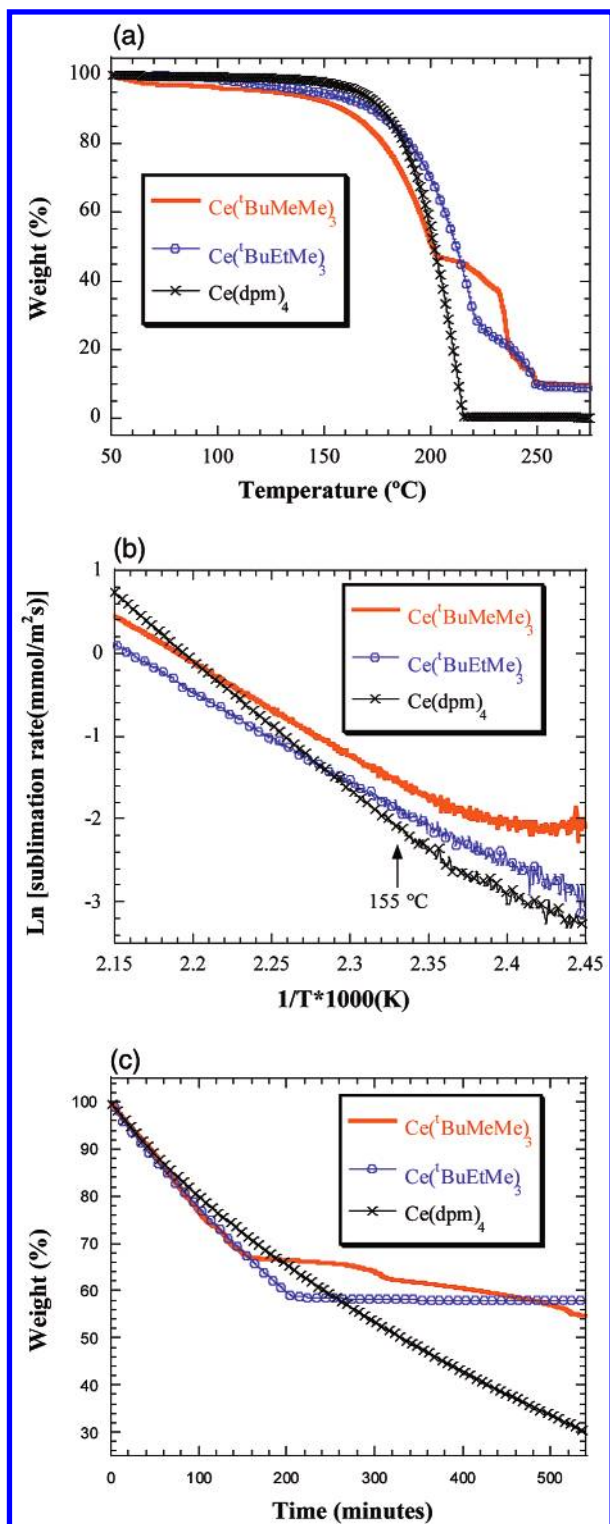 (a)
100
80
60
40
20
0
Weight (%)
Ce(ᵗBuMeMe)₃
Ce(ᵗBuEtMe)₃
Ce(dpm)₄
50 100 150 200 250
Temperature (ºC)
(b)
1
0
-1
-2
-3
Ln [sublimation rate(mmol/m²s)]
Ce(ᵗBuMeMe)₃
Ce(ᵗBuEtMe)₃
Ce(dpm)₄
155 ºC
2.15 2.2 2.25 2.3 2.35 2.4 2.45
1/T*1000(K)
(c)
100
90
80
70
60
50
40
30
Weight (%)
Ce(ᵗBuMeMe)₃
Ce(ᵗBuEtMe)₃
Ce(dpm)₄
0 100 200 300 400 500
Time (minutes)